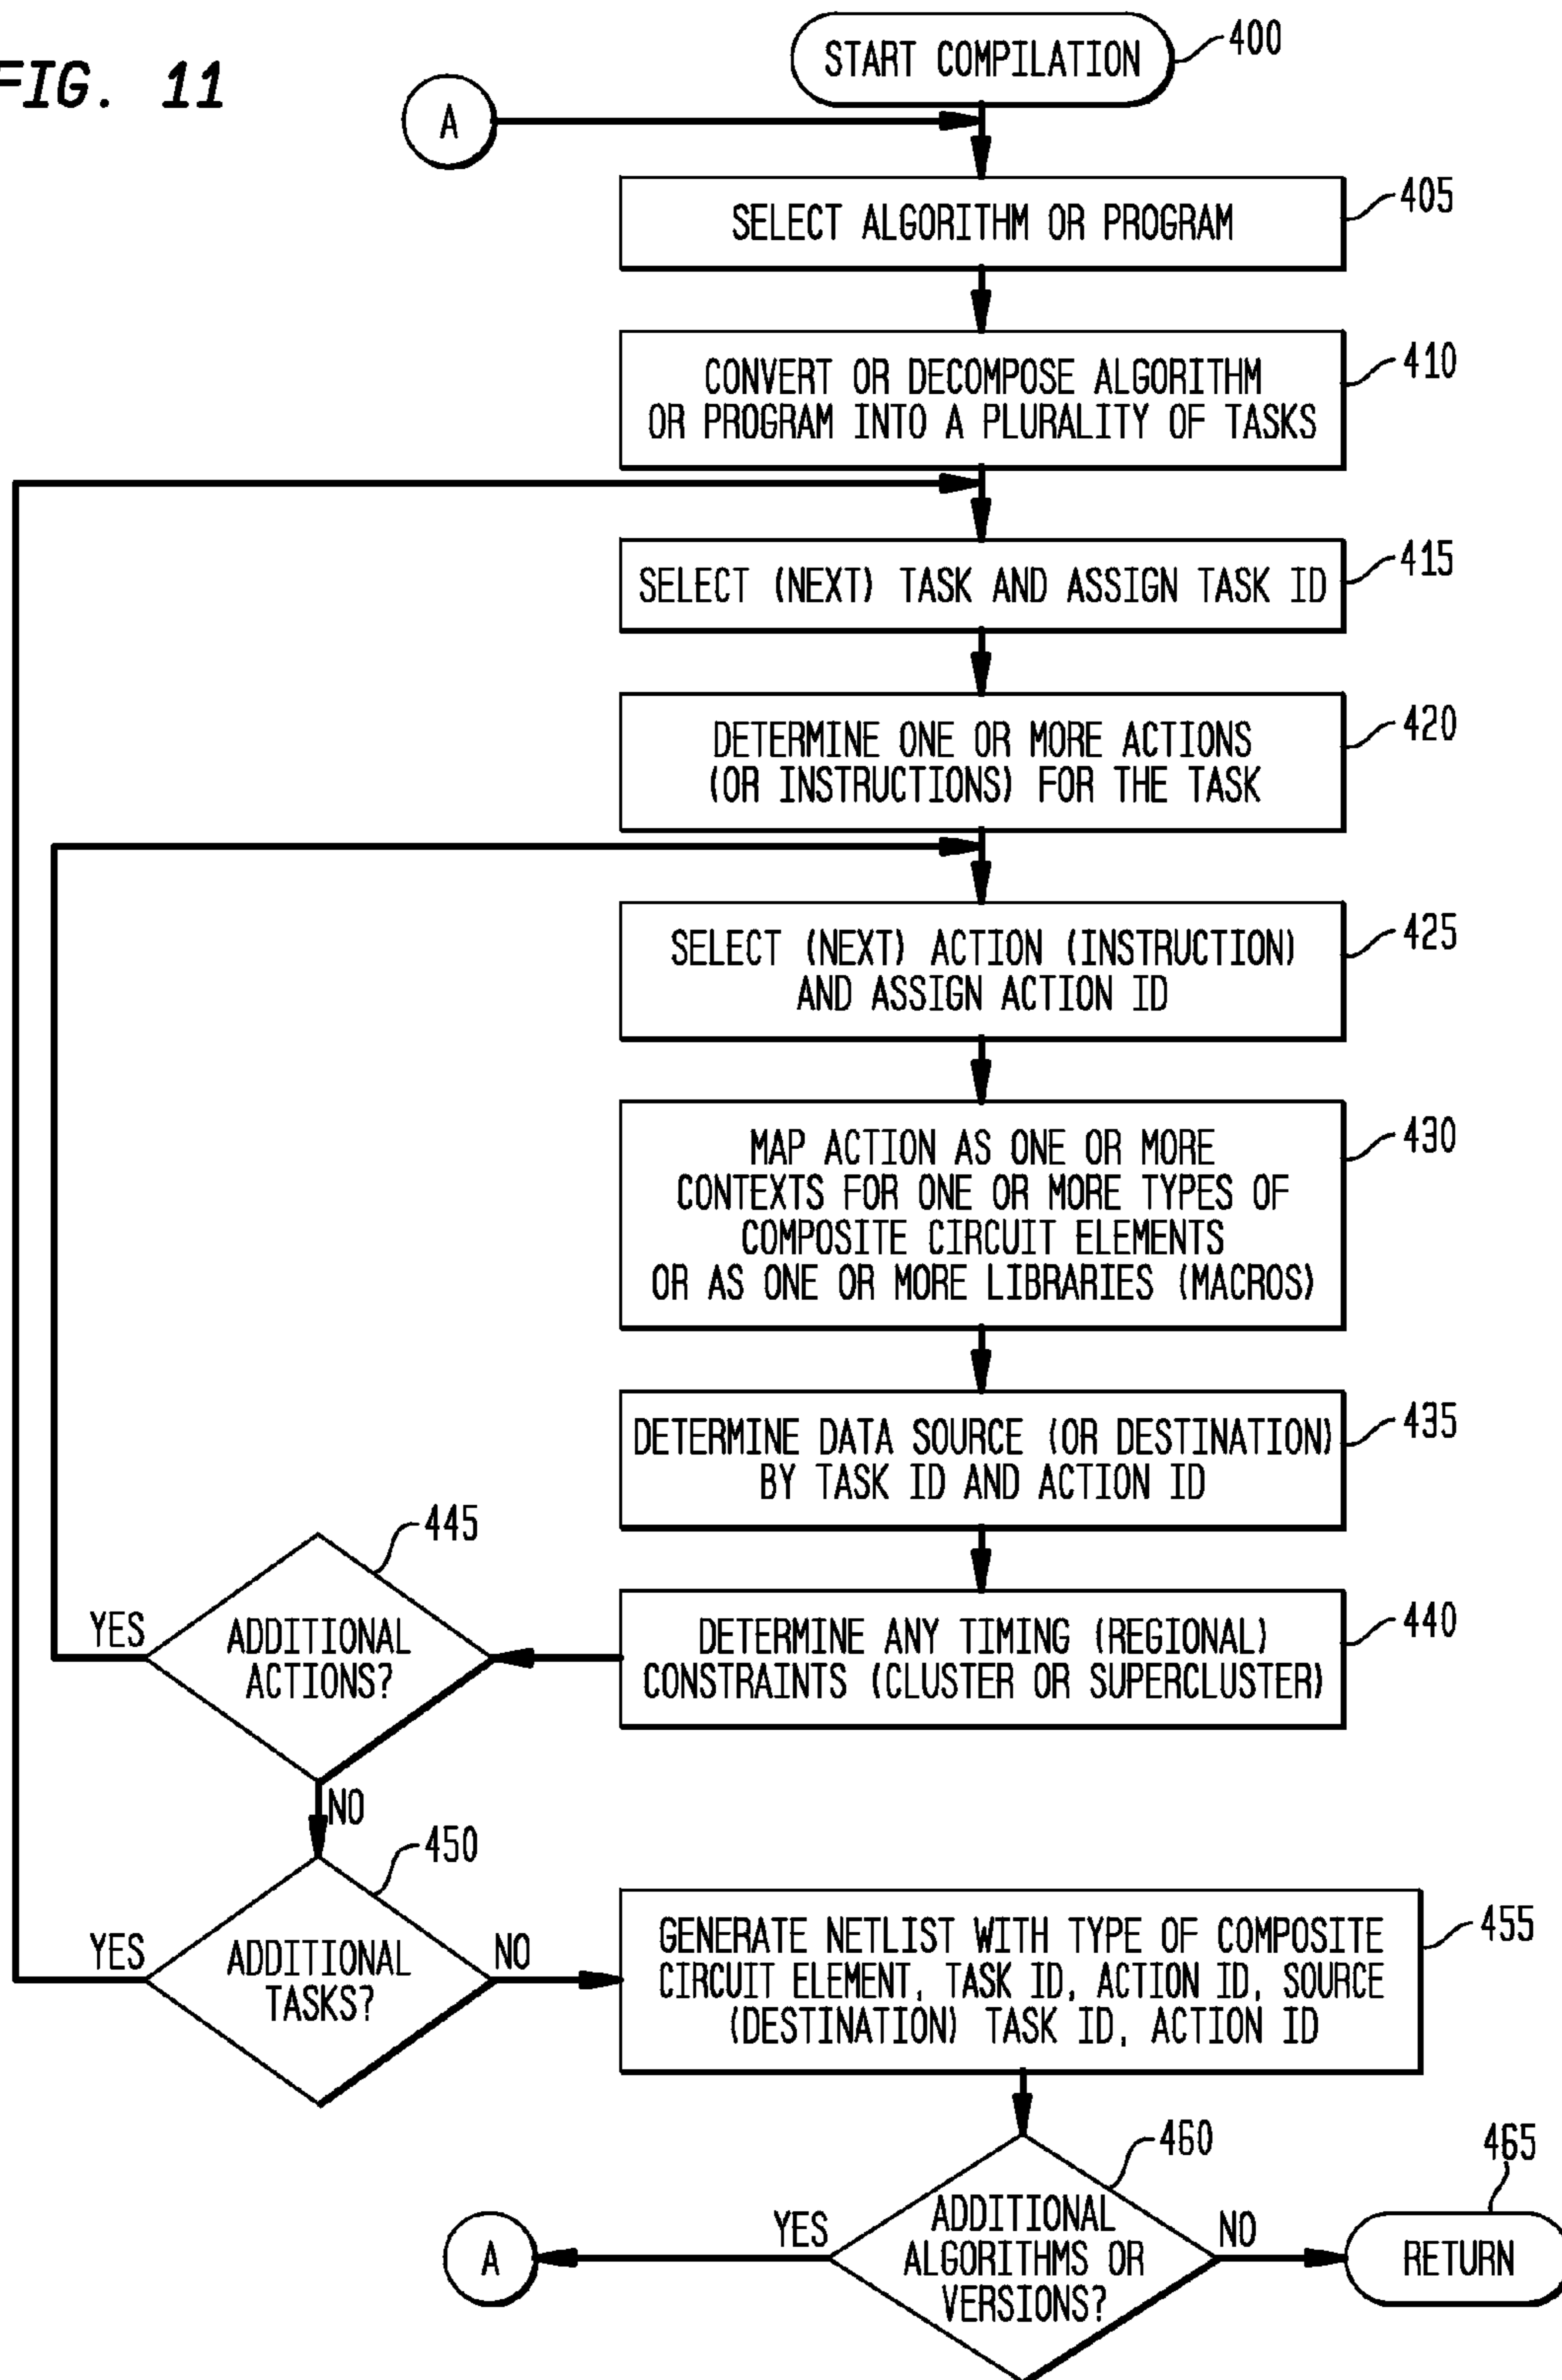 FIG. 11
START COMPILATION
400
A
SELECT ALGORITHM OR PROGRAM
405
CONVERT OR DECOMPOSE ALGORITHM
OR PROGRAM INTO A PLURALITY OF TASKS
410
SELECT (NEXT) TASK AND ASSIGN TASK ID
415
DETERMINE ONE OR MORE ACTIONS
(OR INSTRUCTIONS) FOR THE TASK
420
SELECT (NEXT) ACTION (INSTRUCTION)
AND ASSIGN ACTION ID
425
MAP ACTION AS ONE OR MORE
CONTEXTS FOR ONE OR MORE TYPES OF
COMPOSITE CIRCUIT ELEMENTS
OR AS ONE OR MORE LIBRARIES (MACROS)
430
DETERMINE DATA SOURCE (OR DESTINATION)
BY TASK ID AND ACTION ID
435
DETERMINE ANY TIMING (REGIONAL)
CONSTRAINTS (CLUSTER OR SUPERCLUSTER)
440
445
YES
ADDITIONAL
ACTIONS?
NO
450
YES
ADDITIONAL
TASKS?
NO
GENERATE NETLIST WITH TYPE OF COMPOSITE
CIRCUIT ELEMENT, TASK ID, ACTION ID, SOURCE
(DESTINATION) TASK ID, ACTION ID
455
460
ADDITIONAL
ALGORITHMS OR
VERSIONS?
YES
A
NO
465
RETURN